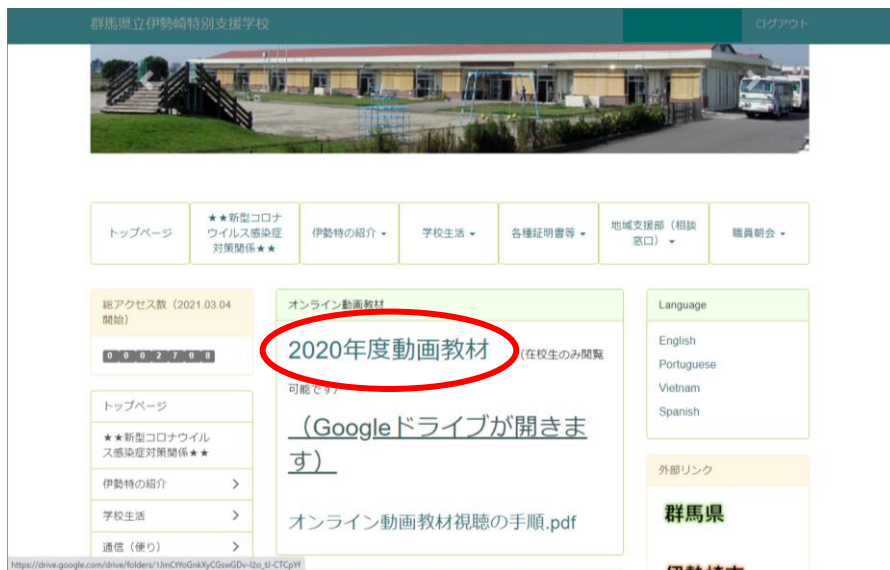 群馬県立伊勢崎特別支援学校
ログアウト
トップページ
★★新型コロナ
ウイルス感染症
対策関係★★
伊勢特の紹介
学校生活
各種証明書等
地域支援部（相談
窓口）
職員朝会
総アクセス数（2021.03.04
開始）
0002708
トップページ
★★新型コロナウイル
ス感染症対策関係★★
伊勢特の紹介
学校生活
通信（便り）
オンライン動画教材
2020年度動画教材 （在校生のみ閲覧
可能です）
（Googleドライブが開きま
す）
オンライン動画教材視聴の手順.pdf
Language
English
Portuguese
Vietnam
Spanish
外部リンク
群馬県
伊勢崎市